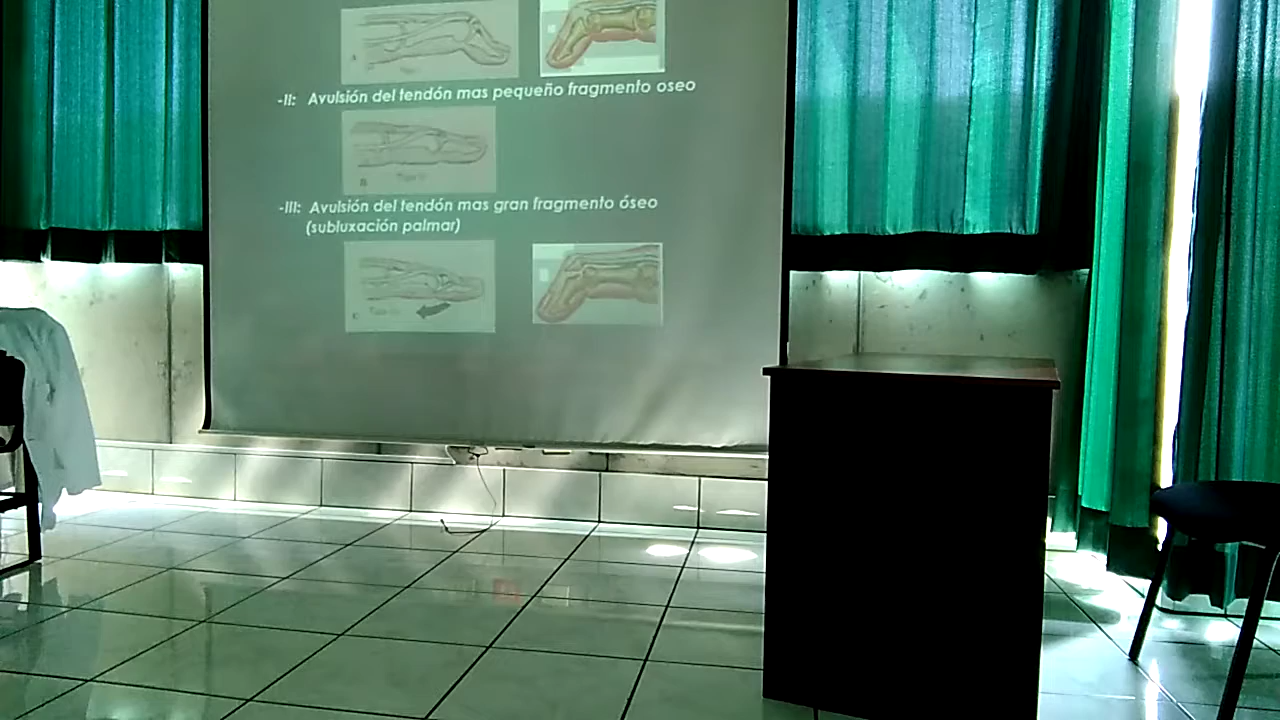 -II: Avulsión del tendón mas pequeño fragmento oseo
B
-III: Avulsión del tendón mas gran fragmento óseo
(subluxación palmar)
C